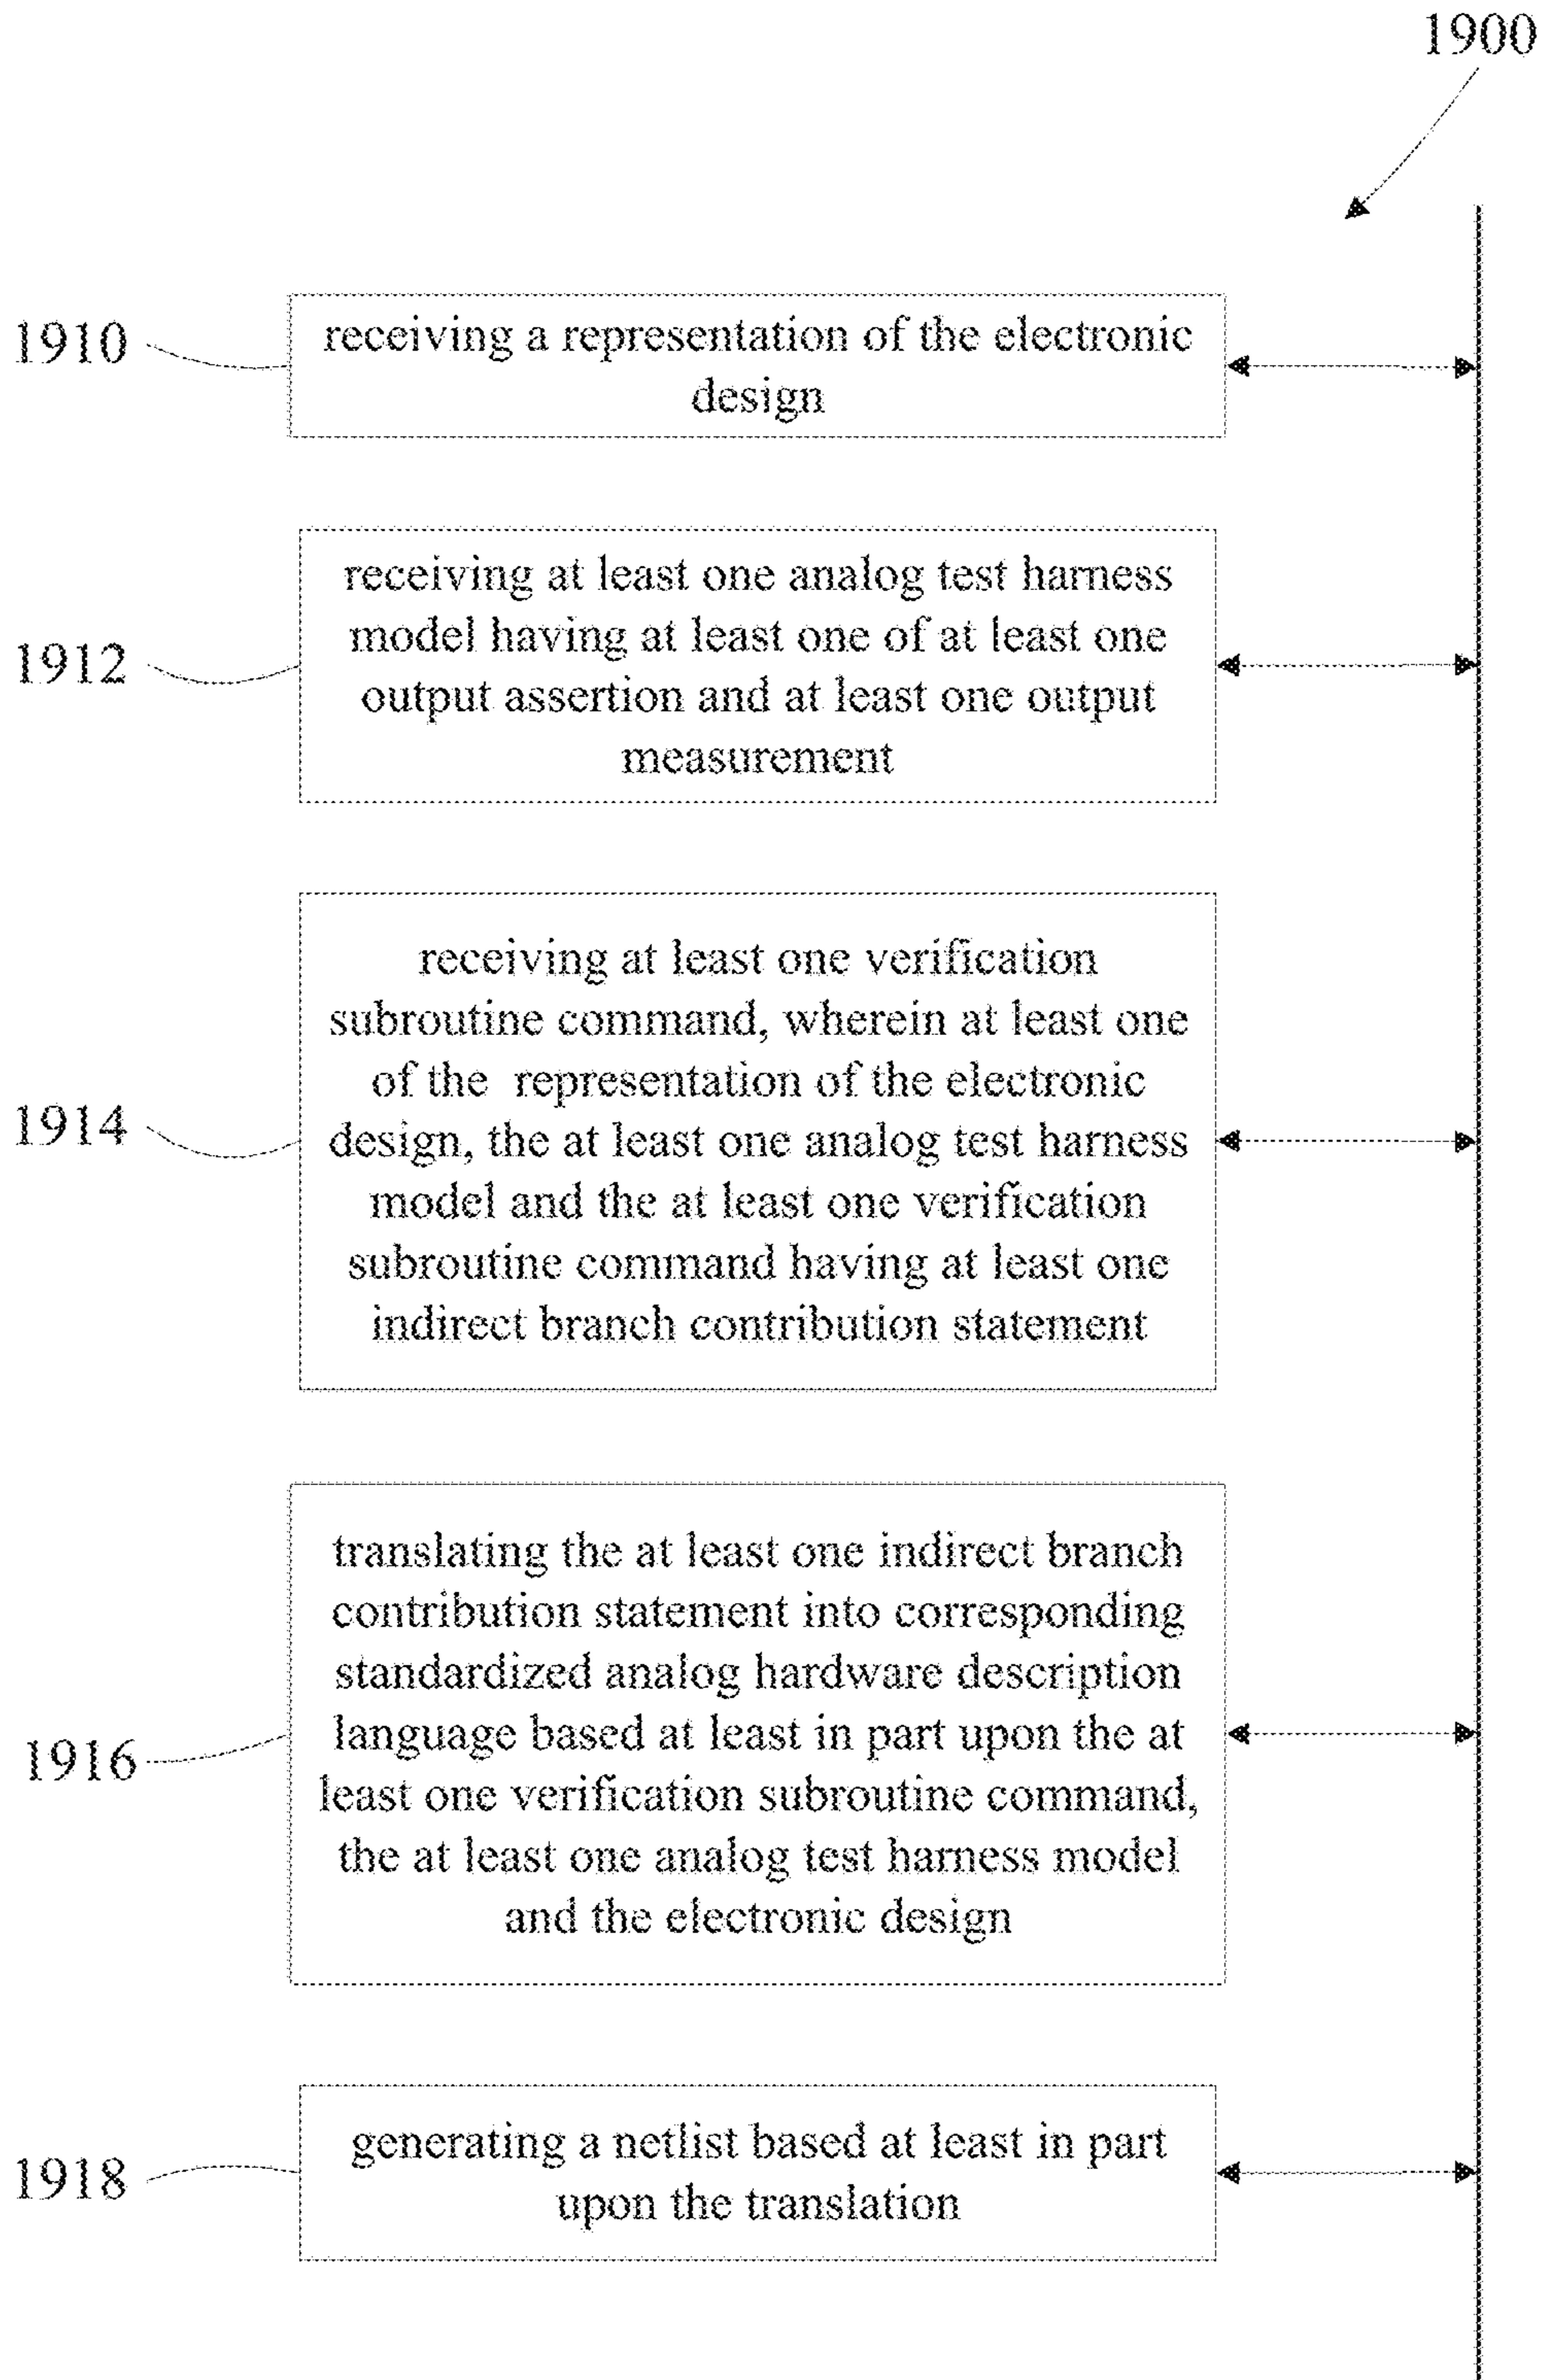 1900
1910
receiving a representation of the electronic
design
1912
receiving at least one analog test harness
model having at least one of at least one
output assertion and at least one output
measurement
1914
receiving at least one verification
subroutine command, wherein at least one
of the representation of the electronic
design, the at least one analog test harness
model and the at least one verification
subroutine command having at least one
indirect branch contribution statement
1916
translating the at least one indirect branch
contribution statement into corresponding
standardized analog hardware description
language based at least in part upon the at
least one verification subroutine command,
the at least one analog test harness model
and the electronic design
1918
generating a netlist based at least in part
upon the translation